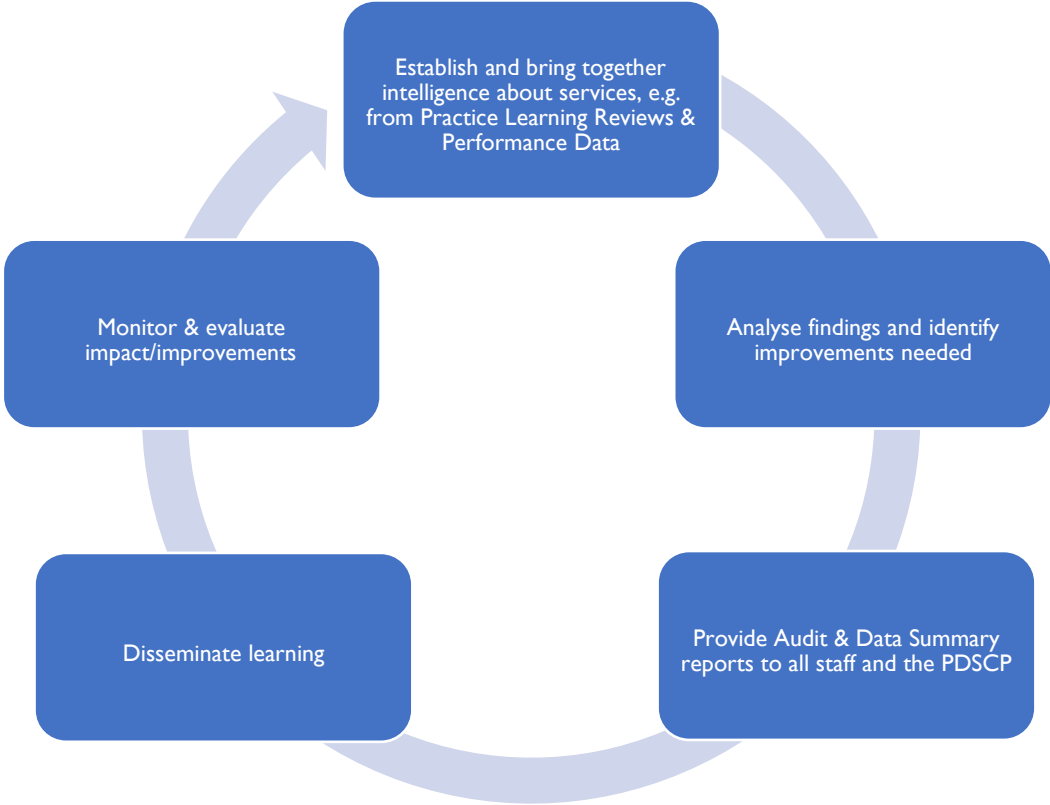 Establish and bring together
intelligence about services, e.g.
from Practice Learning Reviews &
Performance Data
Analyse findings and identify
improvements needed
Provide Audit & Data Summary
reports to all staff and the PDSCP
Disseminate learning
Monitor & evaluate
impact/improvements